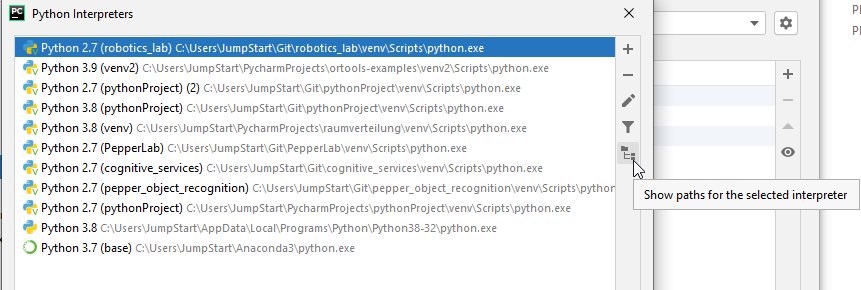 PC Python Interpreters
Python 2.7 (robotics_lab) C:\Users\JumpStart\Git\robotics_lab\venv\Scripts\python.exe
Python 3.9 (venv2) C:\Users\JumpStart\PycharmProjects\ortools-examples\venv2\Scripts\python.exe
Python 2.7 (pythonProject) (2) C:\Users\JumpStart\Git\pythonProject\venv\Scripts\python.exe
Python 3.8 (pythonProject) C:\Users\JumpStart\Git\pythonProject\venv\Scripts\python.exe
Python 3.8 (venv) C:\Users\JumpStart\PycharmProjects\raumverteilung\venv\Scripts\python.exe
Python 2.7 (PepperLab) C:\Users\JumpStart\Git\PepperLab\venv\Scripts\python.exe
Python 2.7 (cognitive_services) C:\Users\JumpStart\Git\cognitive_services\venv\Scripts\python.exe
Python 2.7 (pepper_object_recognition) C:\Users\JumpStart\Git\pepper_object_recognition\venv\Scripts\python
Python 2.7 (pythonProject) C:\Users\JumpStart\PycharmProjects\pythonProject\venv\Scripts\python.exe
Python 3.8 C:\Users\JumpStart\AppData\Local\Programs\Python\Python38-32\python.exe
Python 3.7 (base) C:\Users\JumpStart\Anaconda3\python.exe
Show paths for the selected interpreter